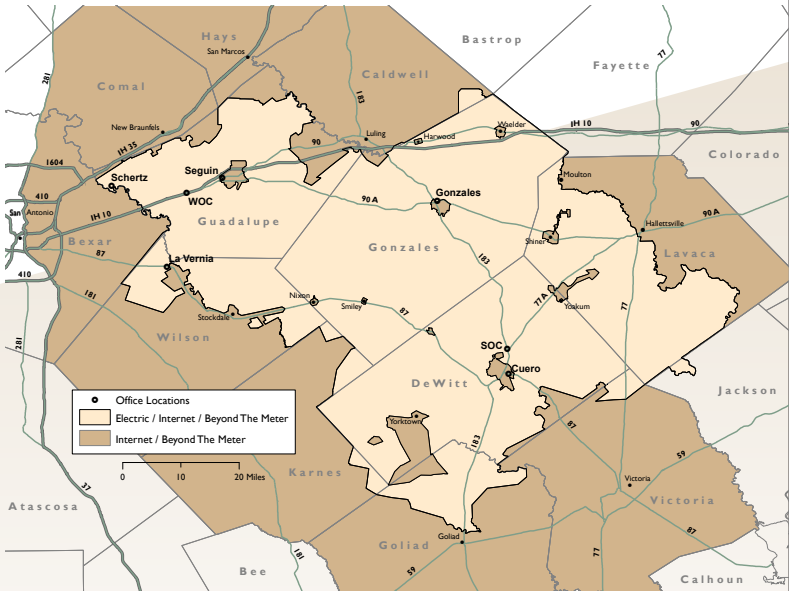 Hays
Bastrop
San Marcos
77
Fayette
281
Comal
Caldwell
183
New Braunfels
Luling
Harwood
Waelder
IH 10
90
IH 35
90
Colorado
1604
Schertz
Seguin
Moulton
410
WOC
90 A
Gonzales
San Antonio
IH 10
Guadalupe
Hallettsville
90 A
Bexar
Gonzales
Shiner
Lavaca
87
La Vernia
183
410
181
Nixon
Smiley
87
77 A
Yoakum
77
Stockdale
281
Wilson
SOC
Cuero
DeWitt
Jackson
Office Locations
Electric / Internet / Beyond The Meter
Internet / Beyond The Meter
Yorktown
183
87
59
0
10
20 Miles
Karnes
37
Victoria
Victoria
Atascosa
87
Goliad
Goliad
181
77
Bee
59
Calhoun